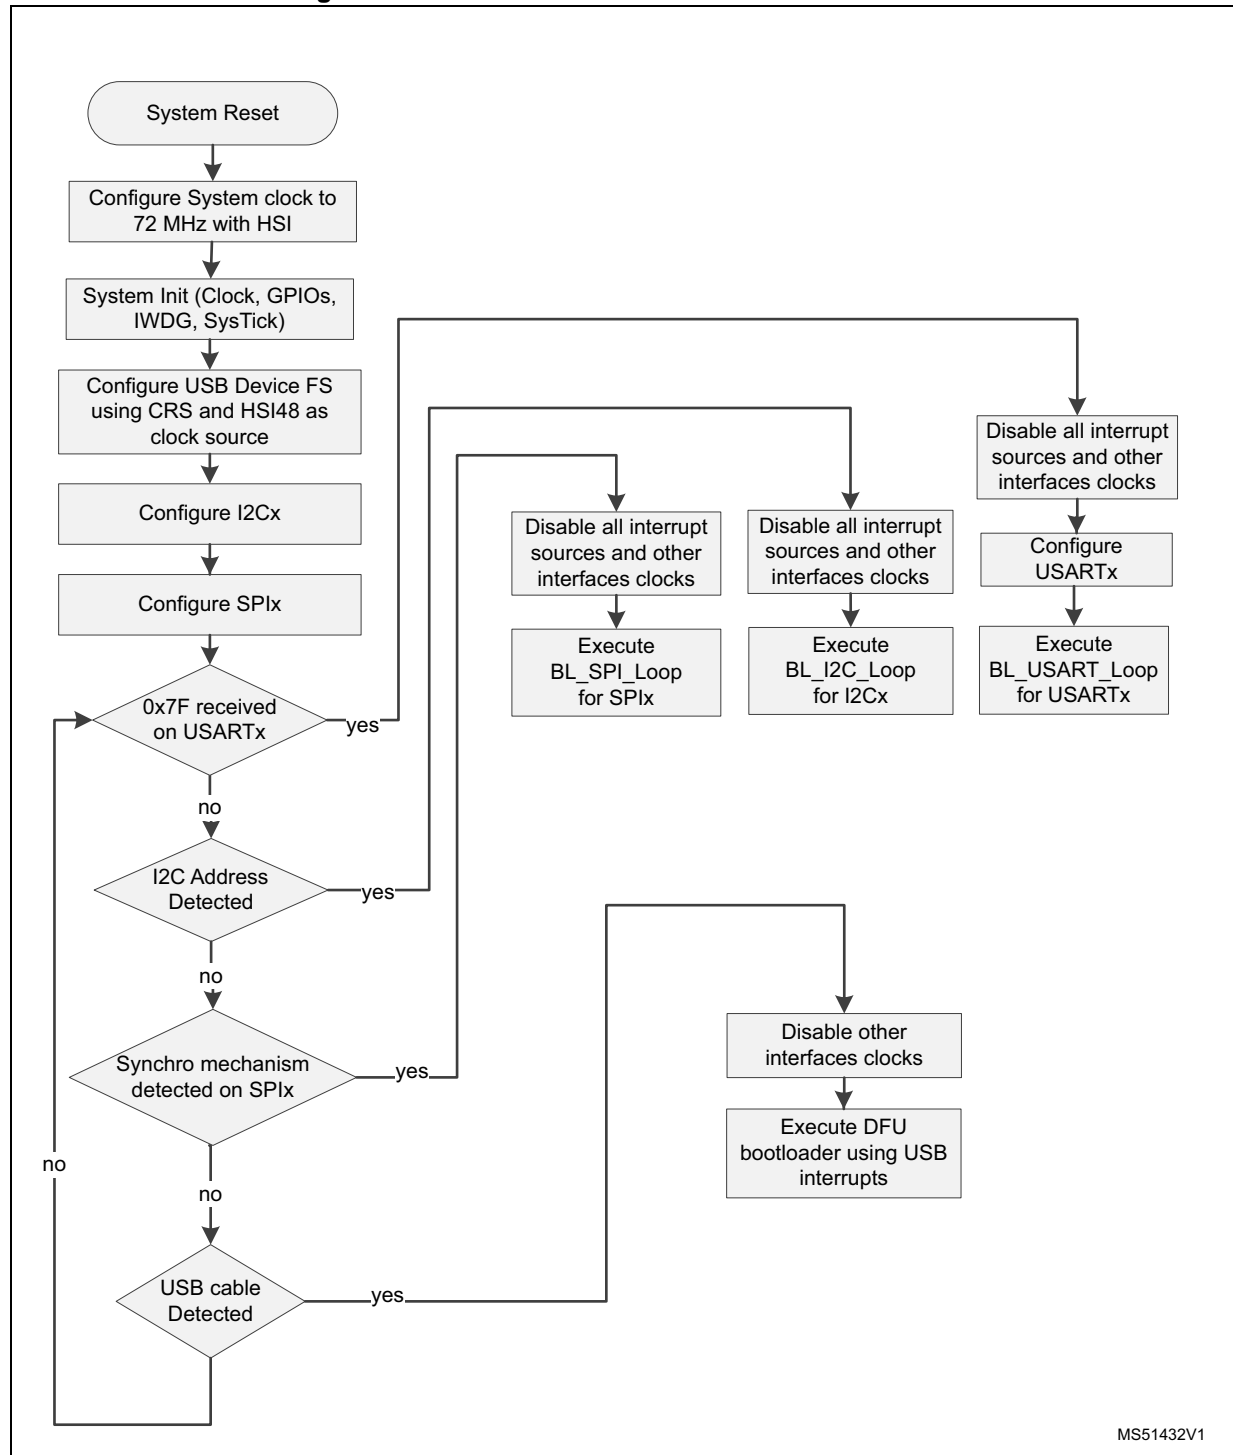 System Reset
Configure System clock to
72 MHz with HSI
System Init (Clock, GPIOs,
IWDG, SysTick)
Configure USB Device FS
using CRS and HSI48 as
clock source
Configure I2Cx
Configure SPIx
0x7F received
on USARTx
yes
no
I2C Address
Detected
yes
no
Synchro mechanism
detected on SPIx
yes
no
no
USB cable
Detected
yes
Disable all interrupt
sources and other
interfaces clocks
Execute
BL_SPI_Loop
for SPIx
Disable all interrupt
sources and other
interfaces clocks
Execute
BL_I2C_Loop
for I2Cx
Disable all interrupt
sources and other
interfaces clocks
Configure
USARTx
Execute
BL_USART_Loop
for USARTx
Disable other
interfaces clocks
Execute DFU
bootloader using USB
interrupts
MS51432V1